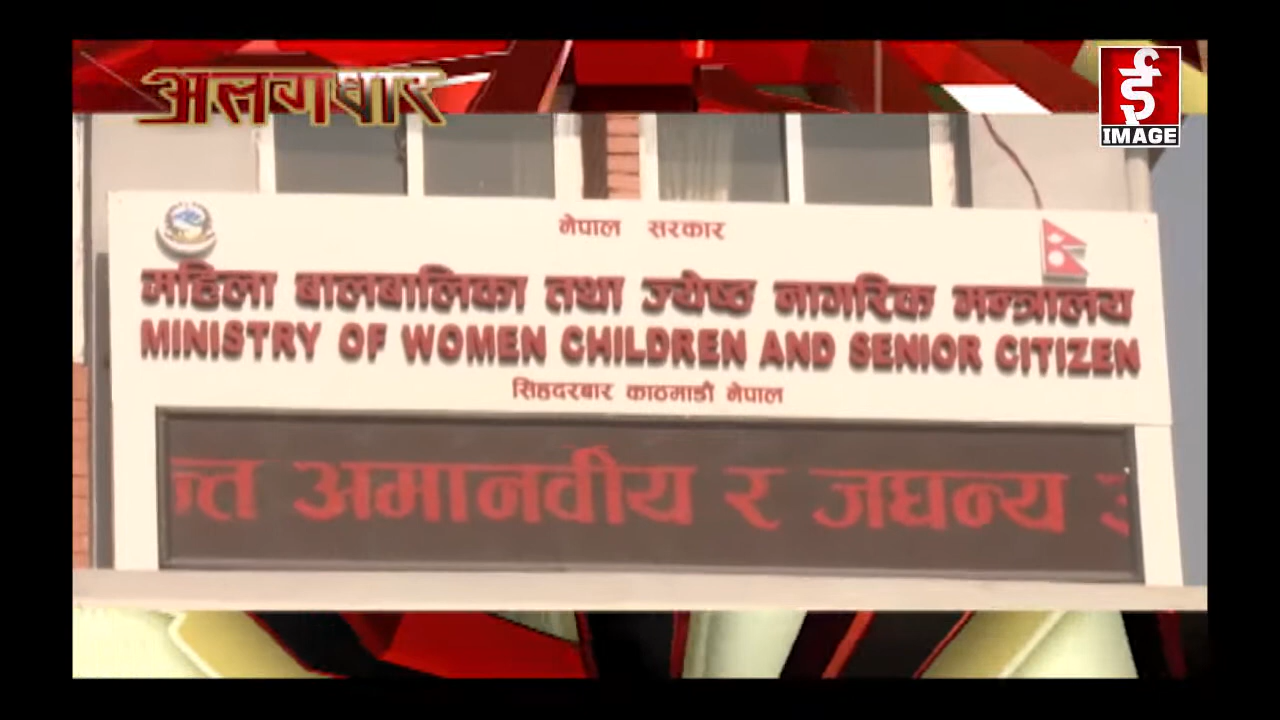 अलगधार
ई
IMAGE
नेपाल सरकार
महिला बालबालिका तथा ज्येष्ठ नागरिक मन्त्रालय
MINISTRY OF WOMEN CHILDREN AND SENIOR CITIZEN
सिंहदरबार काठमाडौं नेपाल
न्त अमानवीय र जघन्य